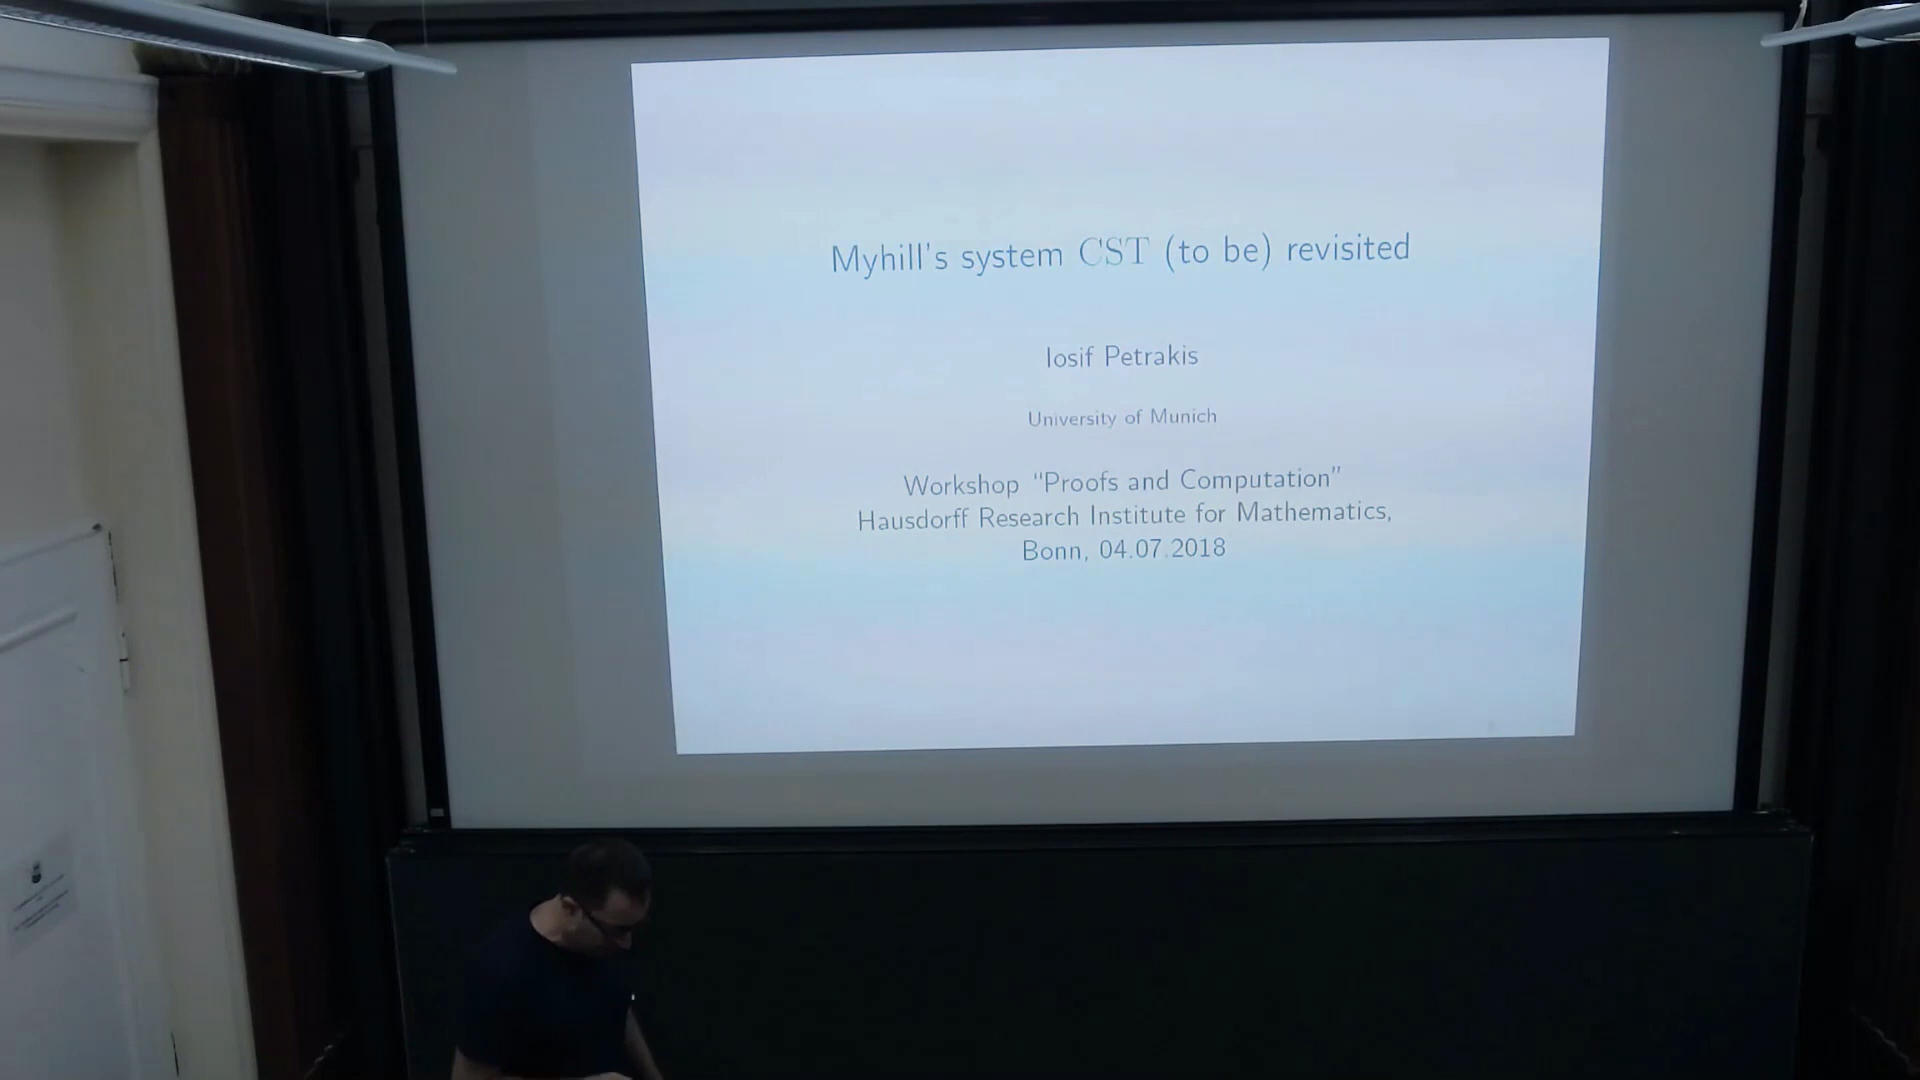 Myhill's system CST (to be) revisited
Iosif Petrakis
University of Munich
Workshop “Proofs and Computation”
Hausdorff Research Institute for Mathematics,
Bonn, 04.07.2018